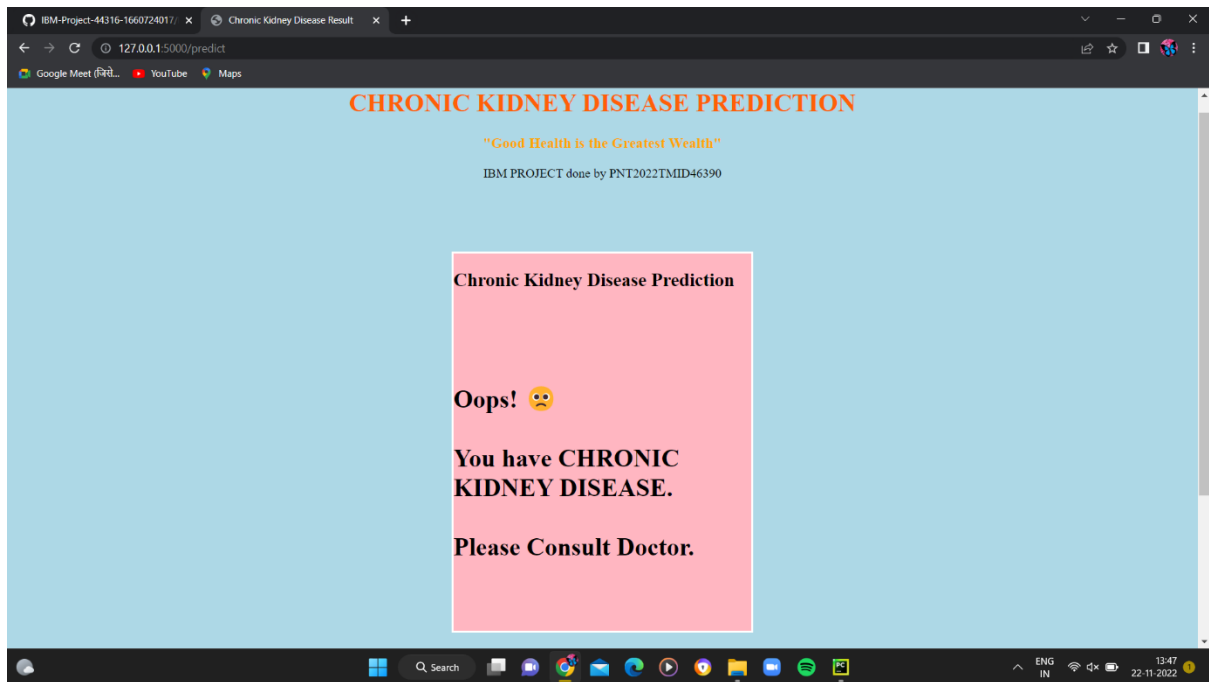 IBM-Project-44316-1660724017/
Chronic Kidney Disease Result
127.0.0.1:5000/predict
Google Meet (जिसे...
YouTube
Maps
CHRONIC KIDNEY DISEASE PREDICTION
"Good Health is the Greatest Wealth"
IBM PROJECT done by PNT2022TMID46390
Chronic Kidney Disease Prediction
Oops! 🙁
You have CHRONIC
KIDNEY DISEASE.
Please Consult Doctor.
Search
PC
ENG
IN
13:47
22-11-2022
1